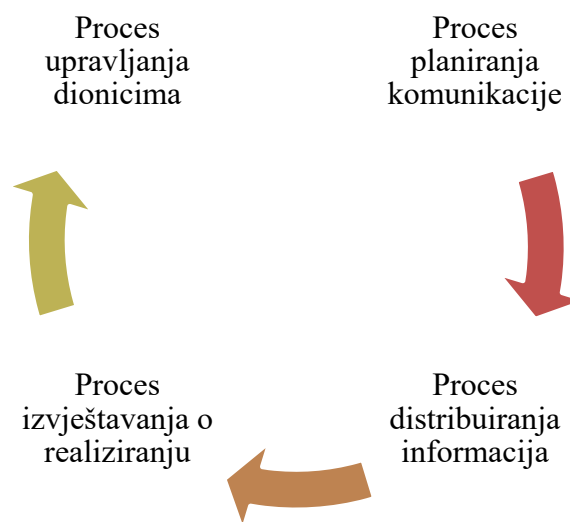 Proces
upravljanja
dionicima
Proces
planiranja
komunikacije
Proces
izvještavanja o
realiziranju
Proces
distribuiranja
informacija